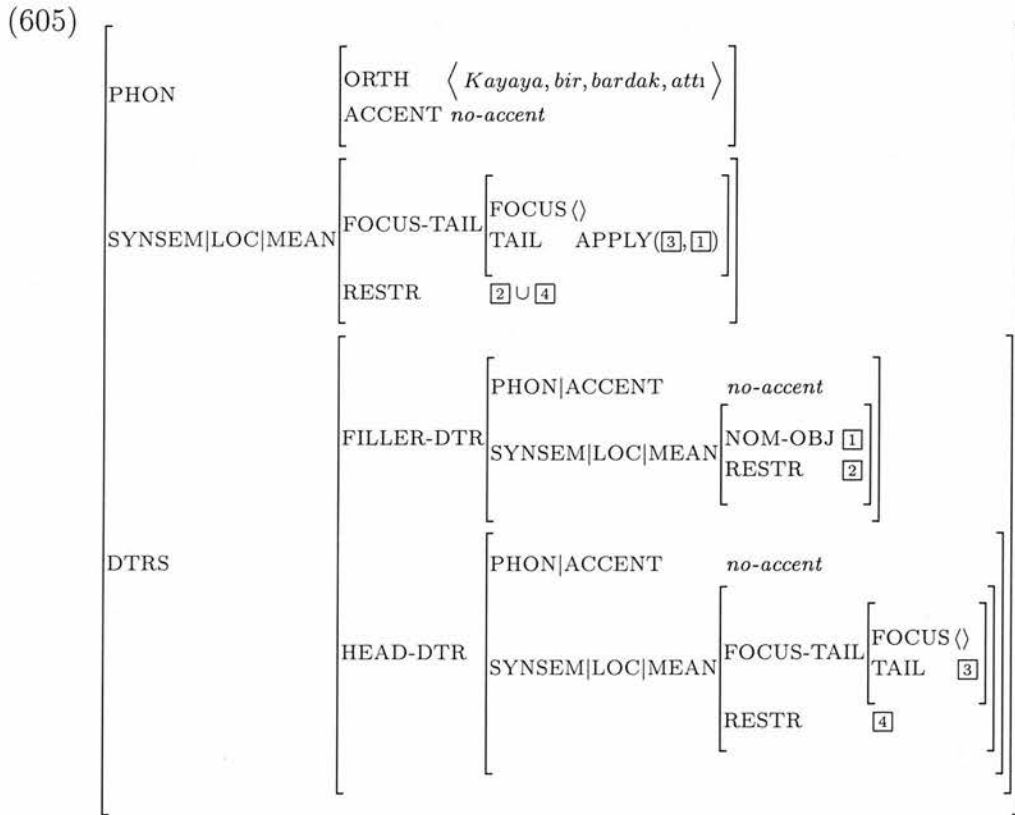 (605)
ORTH ⟨ Kayaya, bir, bardak, attı ⟩
PHON
ACCENT no-accent
FOCUS ⟨⟩
FOCUS-TAIL
TAIL APPLY([3], [1])
SYNSEM|LOC|MEAN
RESTR [2] ∪ [4]
PHON|ACCENT no-accent
NOM-OBJ [1]
FILLER-DTR SYNSEM|LOC|MEAN
RESTR [2]
DTRS
PHON|ACCENT no-accent
FOCUS ⟨⟩
HEAD-DTR SYNSEM|LOC|MEAN FOCUS-TAIL
TAIL [3]
RESTR [4]